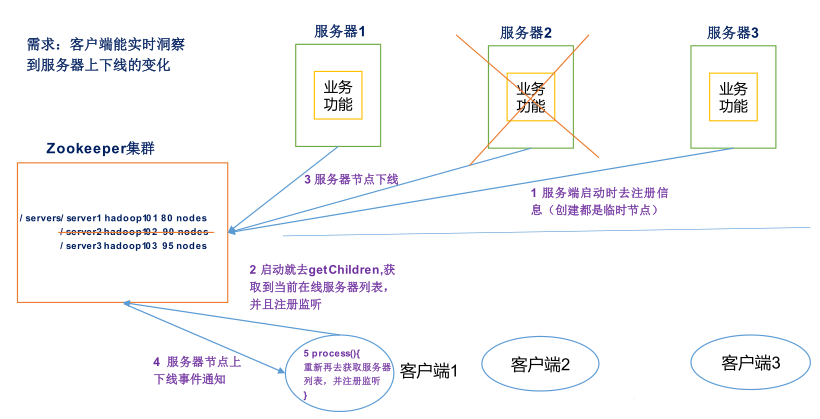 需求：客户端能实时洞察
到服务器上下线的变化
服务器1
服务器2
服务器3
业务
功能
业务
功能
业务
功能
Zookeeper集群
3 服务器节点下线
1 服务端启动时去注册信
息（创建都是临时节点）
/ servers/ server1 hadoop101 80 nodes
/ server2 hadoop102 90 nodes
/ server3 hadoop103 95 nodes
2 启动就去getChildren,获
取到当前在线服务器列表，
并且注册监听
4 服务器节点上
下线事件通知
5 process(){
重新再去获取服务器
列表，并注册监听
}
客户端1
客户端2
客户端3